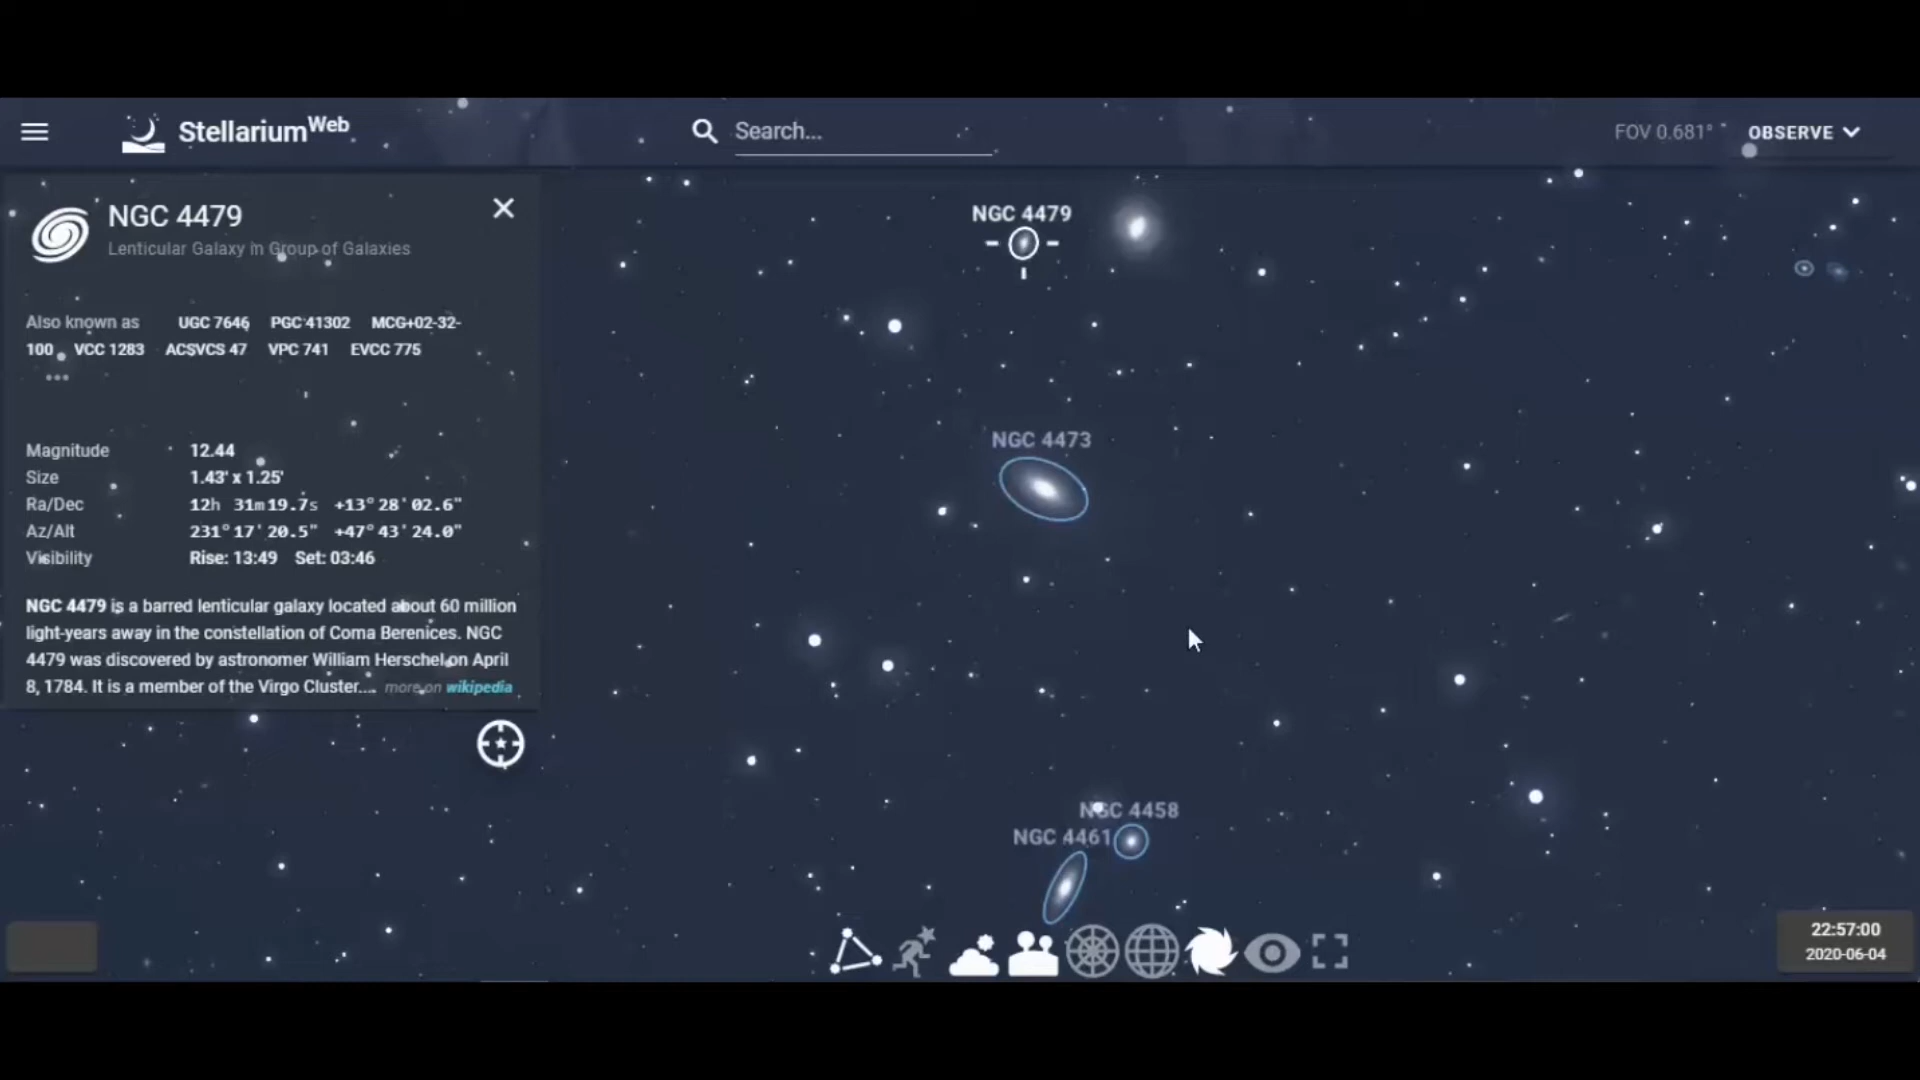 StellariumWeb
Search...
FOV 0.681°
OBSERVE
NGC 4479
Lenticular Galaxy in Group of Galaxies
Also known as UGC 7646 PGC 41302 MCG+02-32-
100 VCC 1283 ACSVCS 47 VPC 741 EVCC 775
Magnitude 12.44
Size 1.43' x 1.25'
Ra/Dec 12h 31m19.7s +13°28'02.6"
Az/Alt 231°17'20.5" +47°43'24.0"
Visibility Rise: 13:49 Set: 03:46
NGC 4479 is a barred lenticular galaxy located about 60 million
light-years away in the constellation of Coma Berenices. NGC
4479 was discovered by astronomer William Herschel on April
8, 1784. It is a member of the Virgo Cluster.... more on wikipedia
NGC 4479
NGC 4473
NGC 4458
NGC 4461
22:57:00
2020-06-04